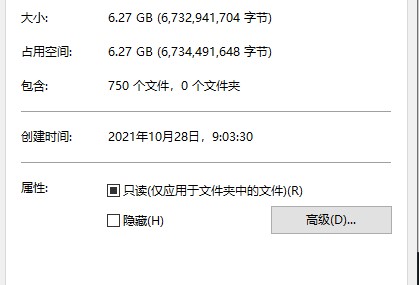 大小: 6.27 GB (6,732,941,704 字节)
占用空间: 6.27 GB (6,734,491,648 字节)
包含: 750 个文件，0 个文件夹
创建时间: 2021年10月28日，9:03:30
属性: 只读(仅应用于文件夹中的文件)(R)
隐藏(H) 高级(D)...